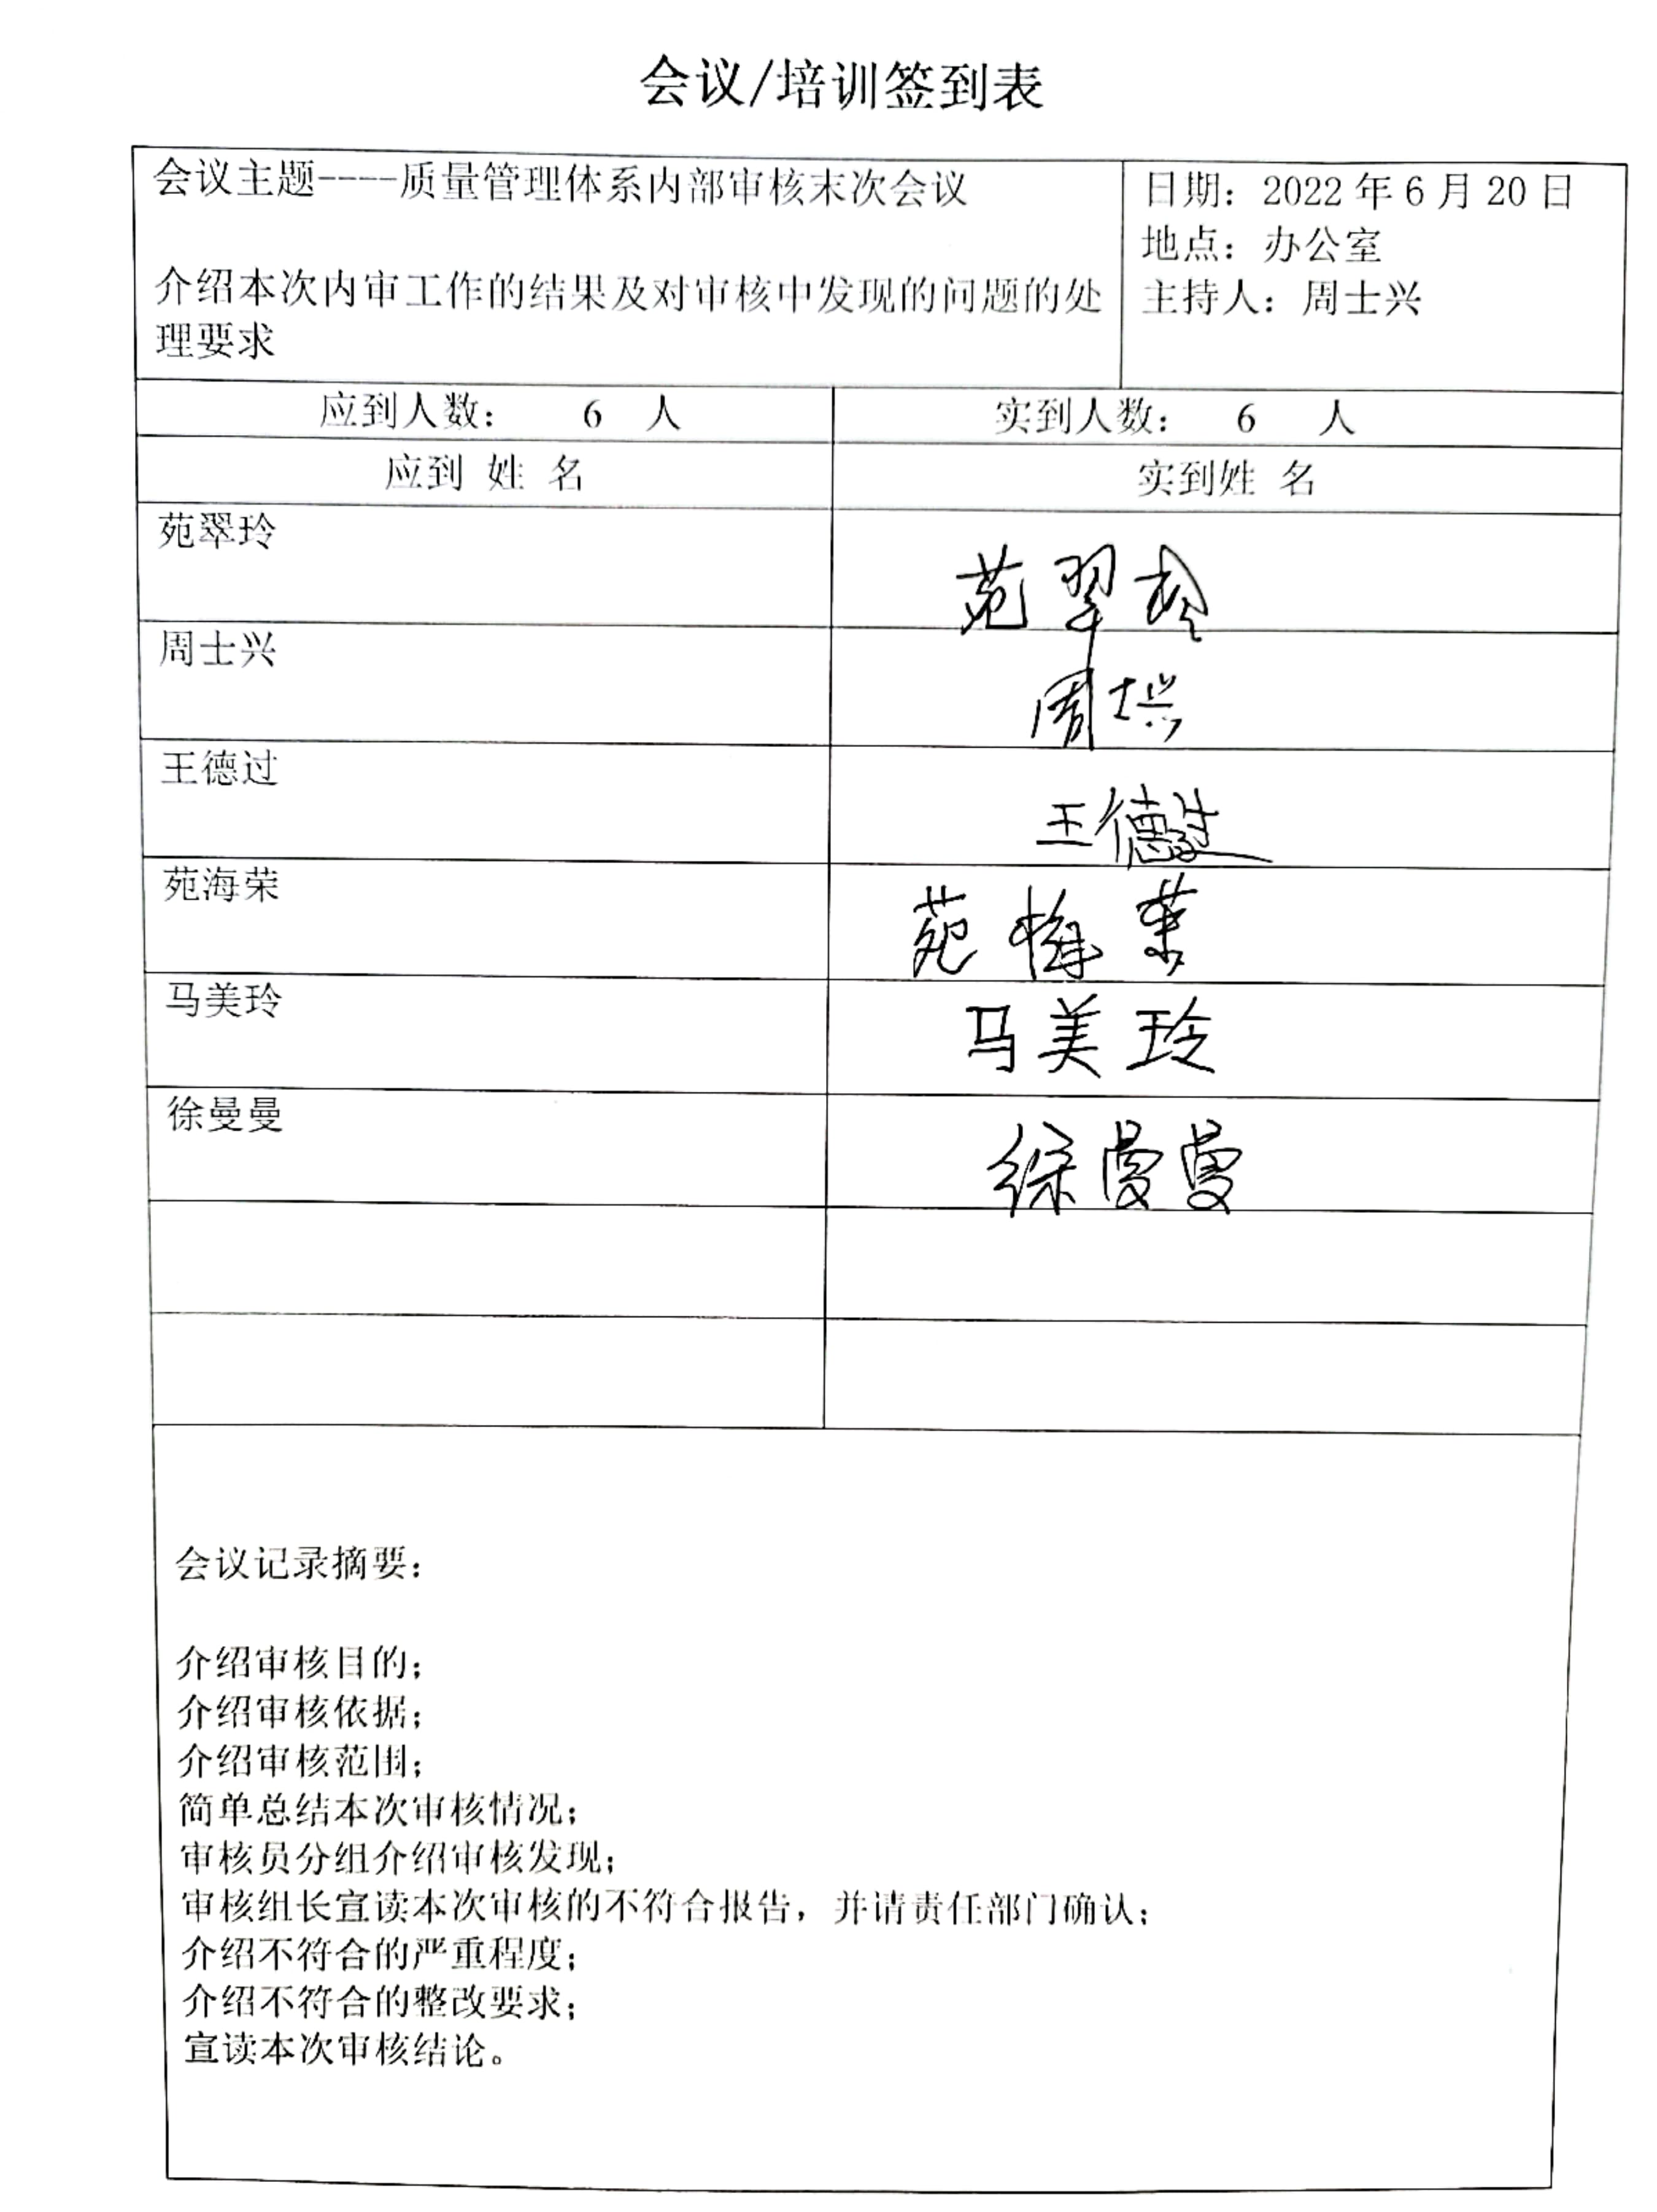 会议/培训签到表
会议主题----质量管理体系内部审核末次会议
日期：2022 年 6 月 20 日
地点：办公室
介绍本次内审工作的结果及对审核中发现的问题的处
主持人：周士兴
理要求
应到人数： 6 人
实到人数： 6 人
应到 姓 名
实到姓 名
苑翠玲
苑翠玲
周士兴
周士兴
王德过
王德过
苑海荣
苑海荣
马美玲
马美玲
徐曼曼
徐曼曼
会议记录摘要：
介绍审核目的；
介绍审核依据；
介绍审核范围；
简单总结本次审核情况；
审核员分组介绍审核发现；
审核组长宣读本次审核的不符合报告，并请责任部门确认；
介绍不符合的严重程度；
介绍不符合的整改要求；
宣读本次审核结论。